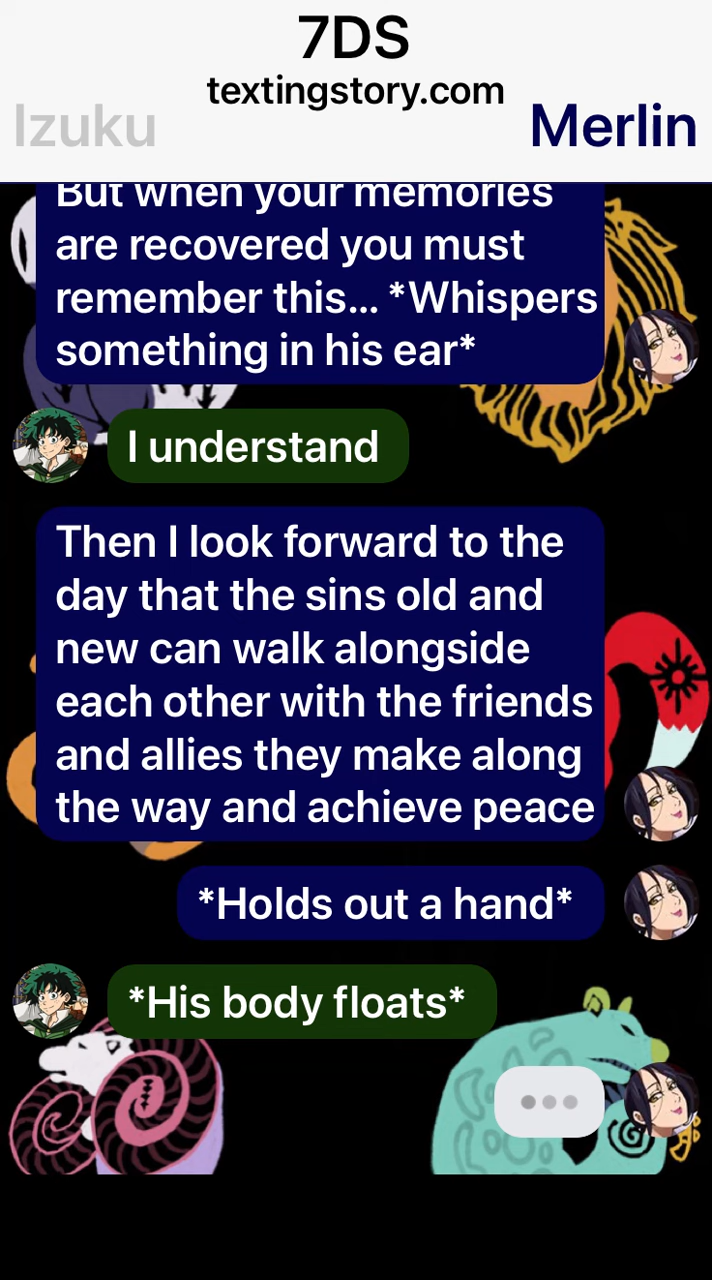 7DS
textingstory.com
Izuku
Merlin
But when your memories
are recovered you must
remember this... *Whispers
something in his ear*
I understand
Then I look forward to the
day that the sins old and
new can walk alongside
each other with the friends
and allies they make along
the way and achieve peace
*Holds out a hand*
*His body floats*